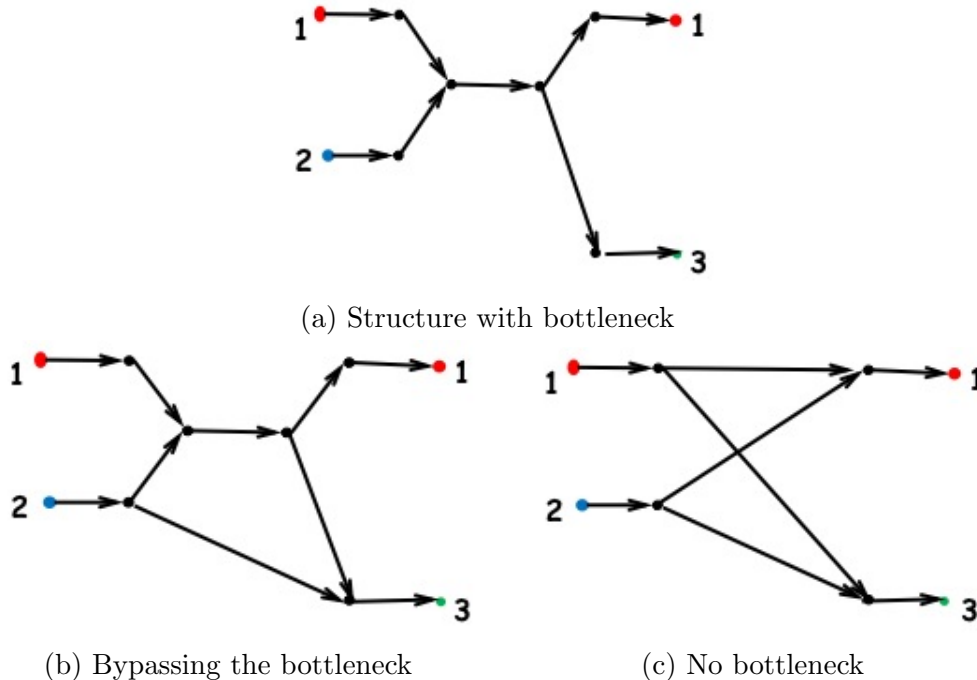 1 1
2
3
(a) Structure with bottleneck
1 1 1 1
2 2
3 3
(b) Bypassing the bottleneck (c) No bottleneck